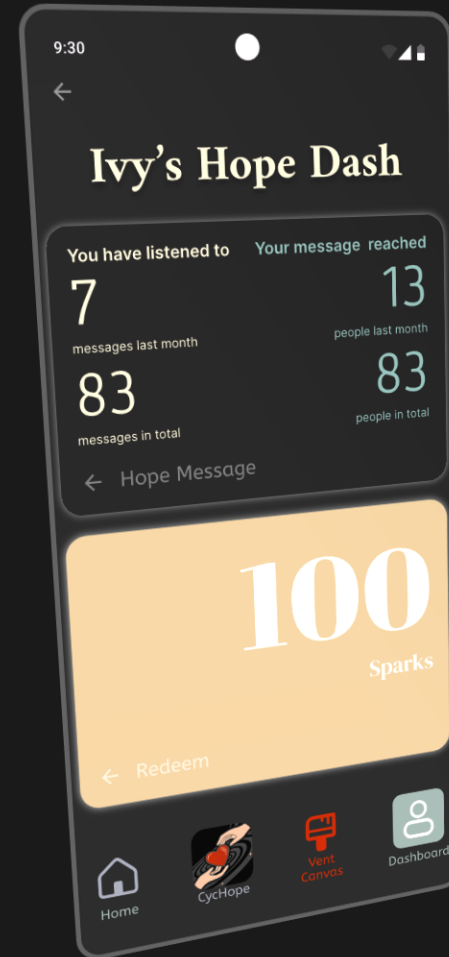 9:30
Ivy's Hope Dash
You have listened to
Your message reached
7
13
messages last month
people last month
83
83
messages in total
people in total
Hope Message
100
Sparks
Redeem
Home
CycHope
Vent
Canvas
Dashboard